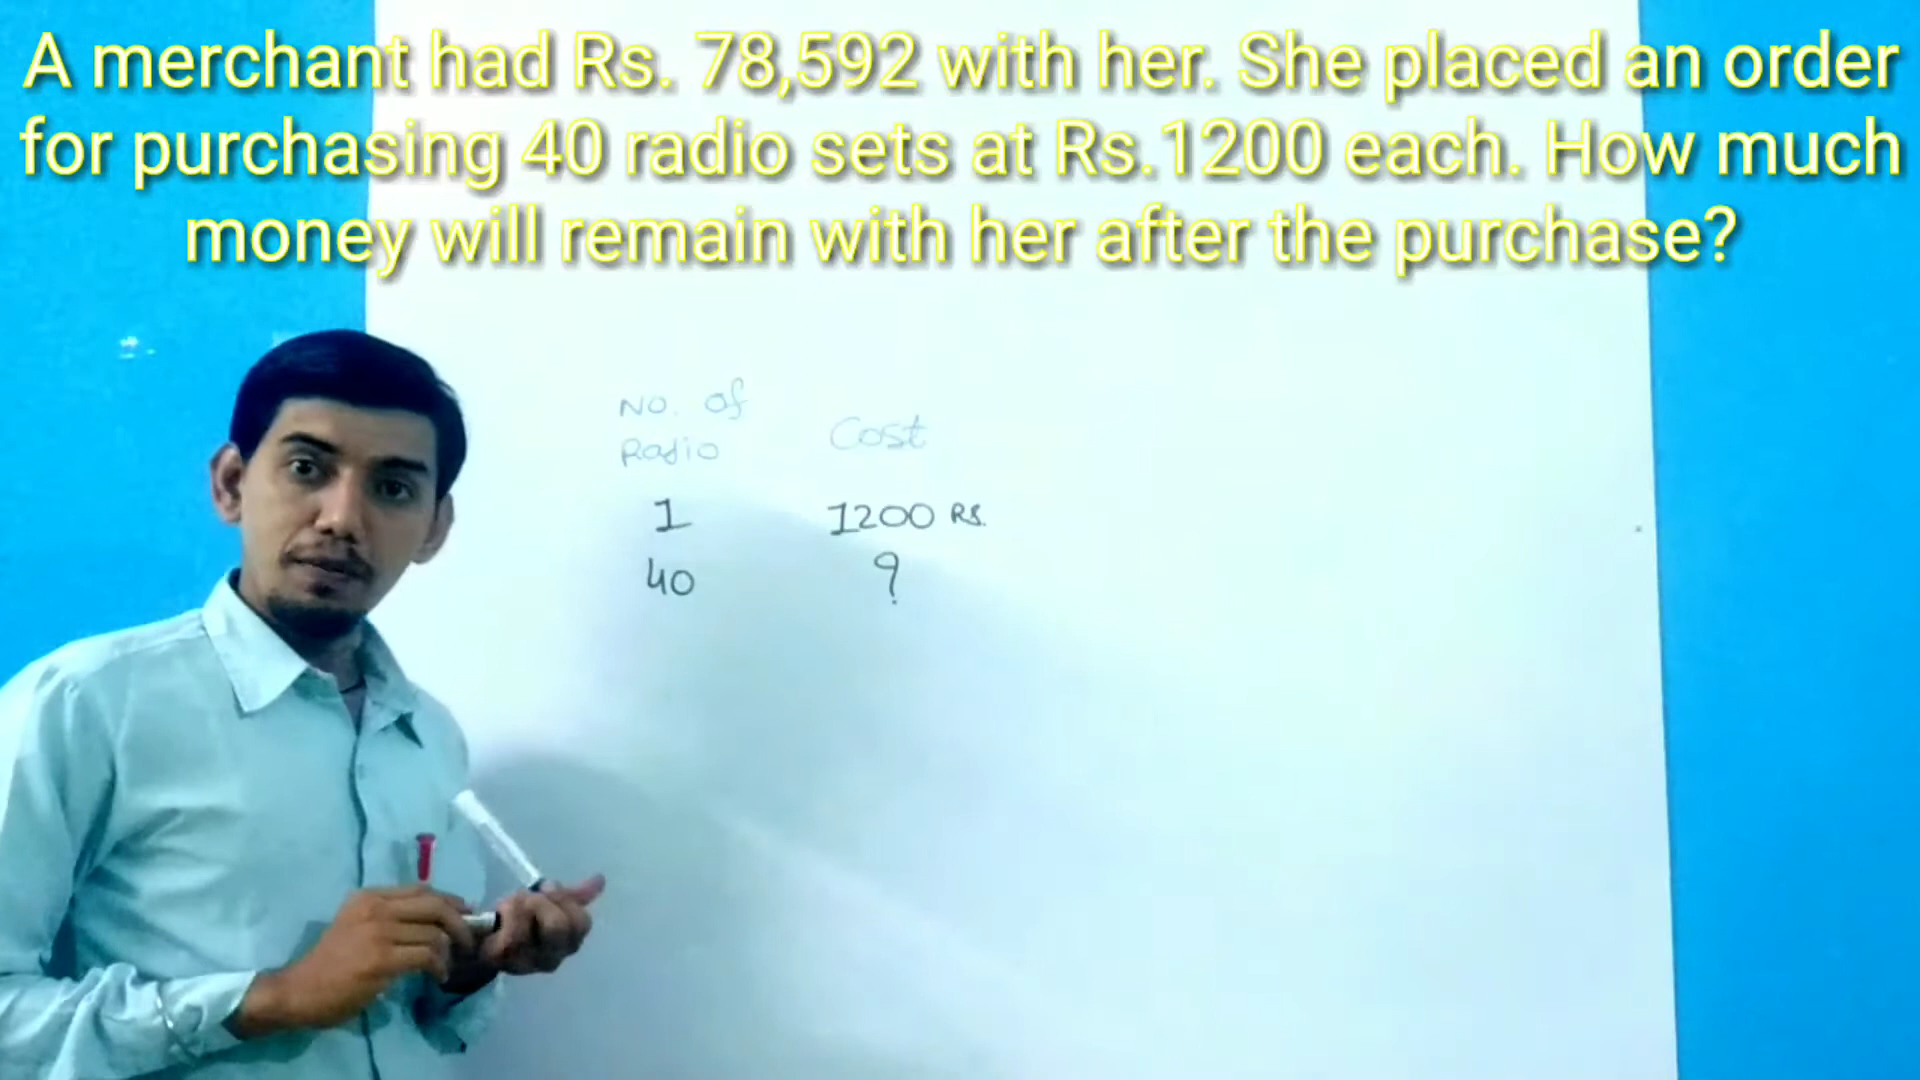 A merchant had Rs. 78,592 with her. She placed an order
for purchasing 40 radio sets at Rs.1200 each. How much
money will remain with her after the purchase?
No. of
Radio
Cost
1 1200 RS.
40 ?